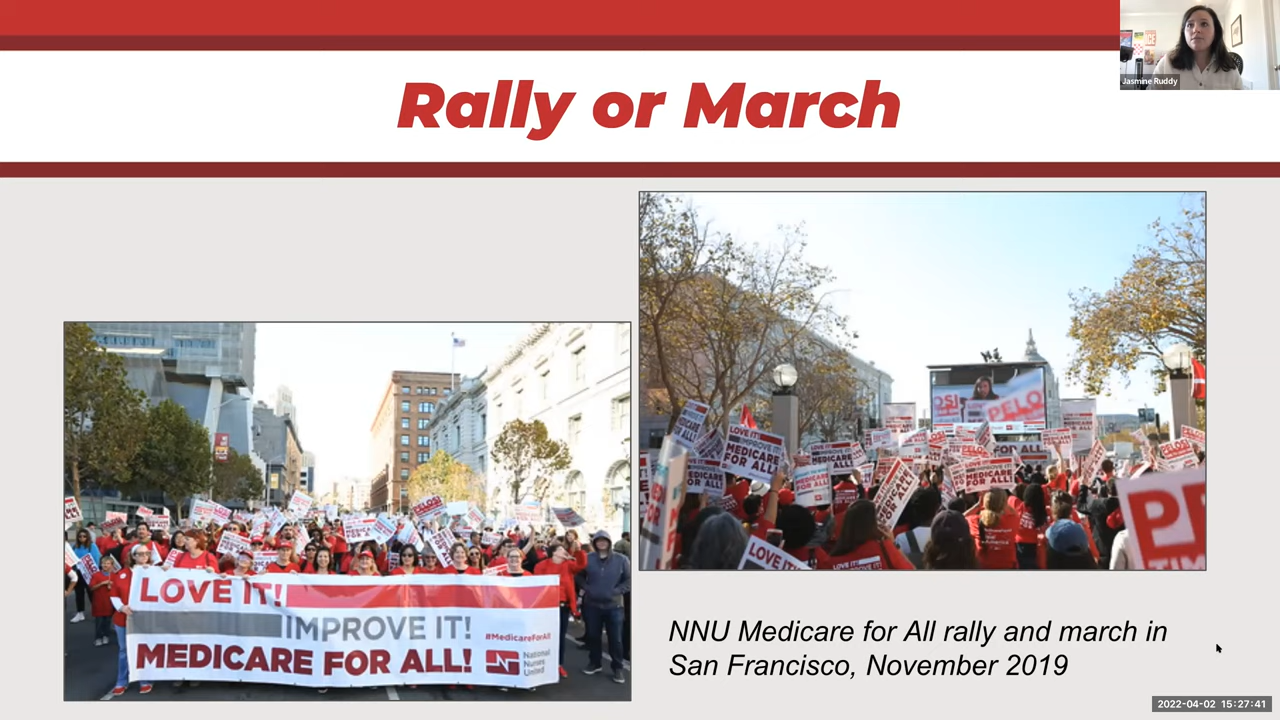 Rally or March
Jasmine Ruddy
LOVE IT!
IMPROVE IT!
#MedicareForAll
MEDICARE FOR ALL!
National
Nurses
United
LOVE IT!
MEDICARE
FOR ALL!
LOVE IT!
NNU Medicare for All rally and march in
San Francisco, November 2019
2022-04-02 15:27:41